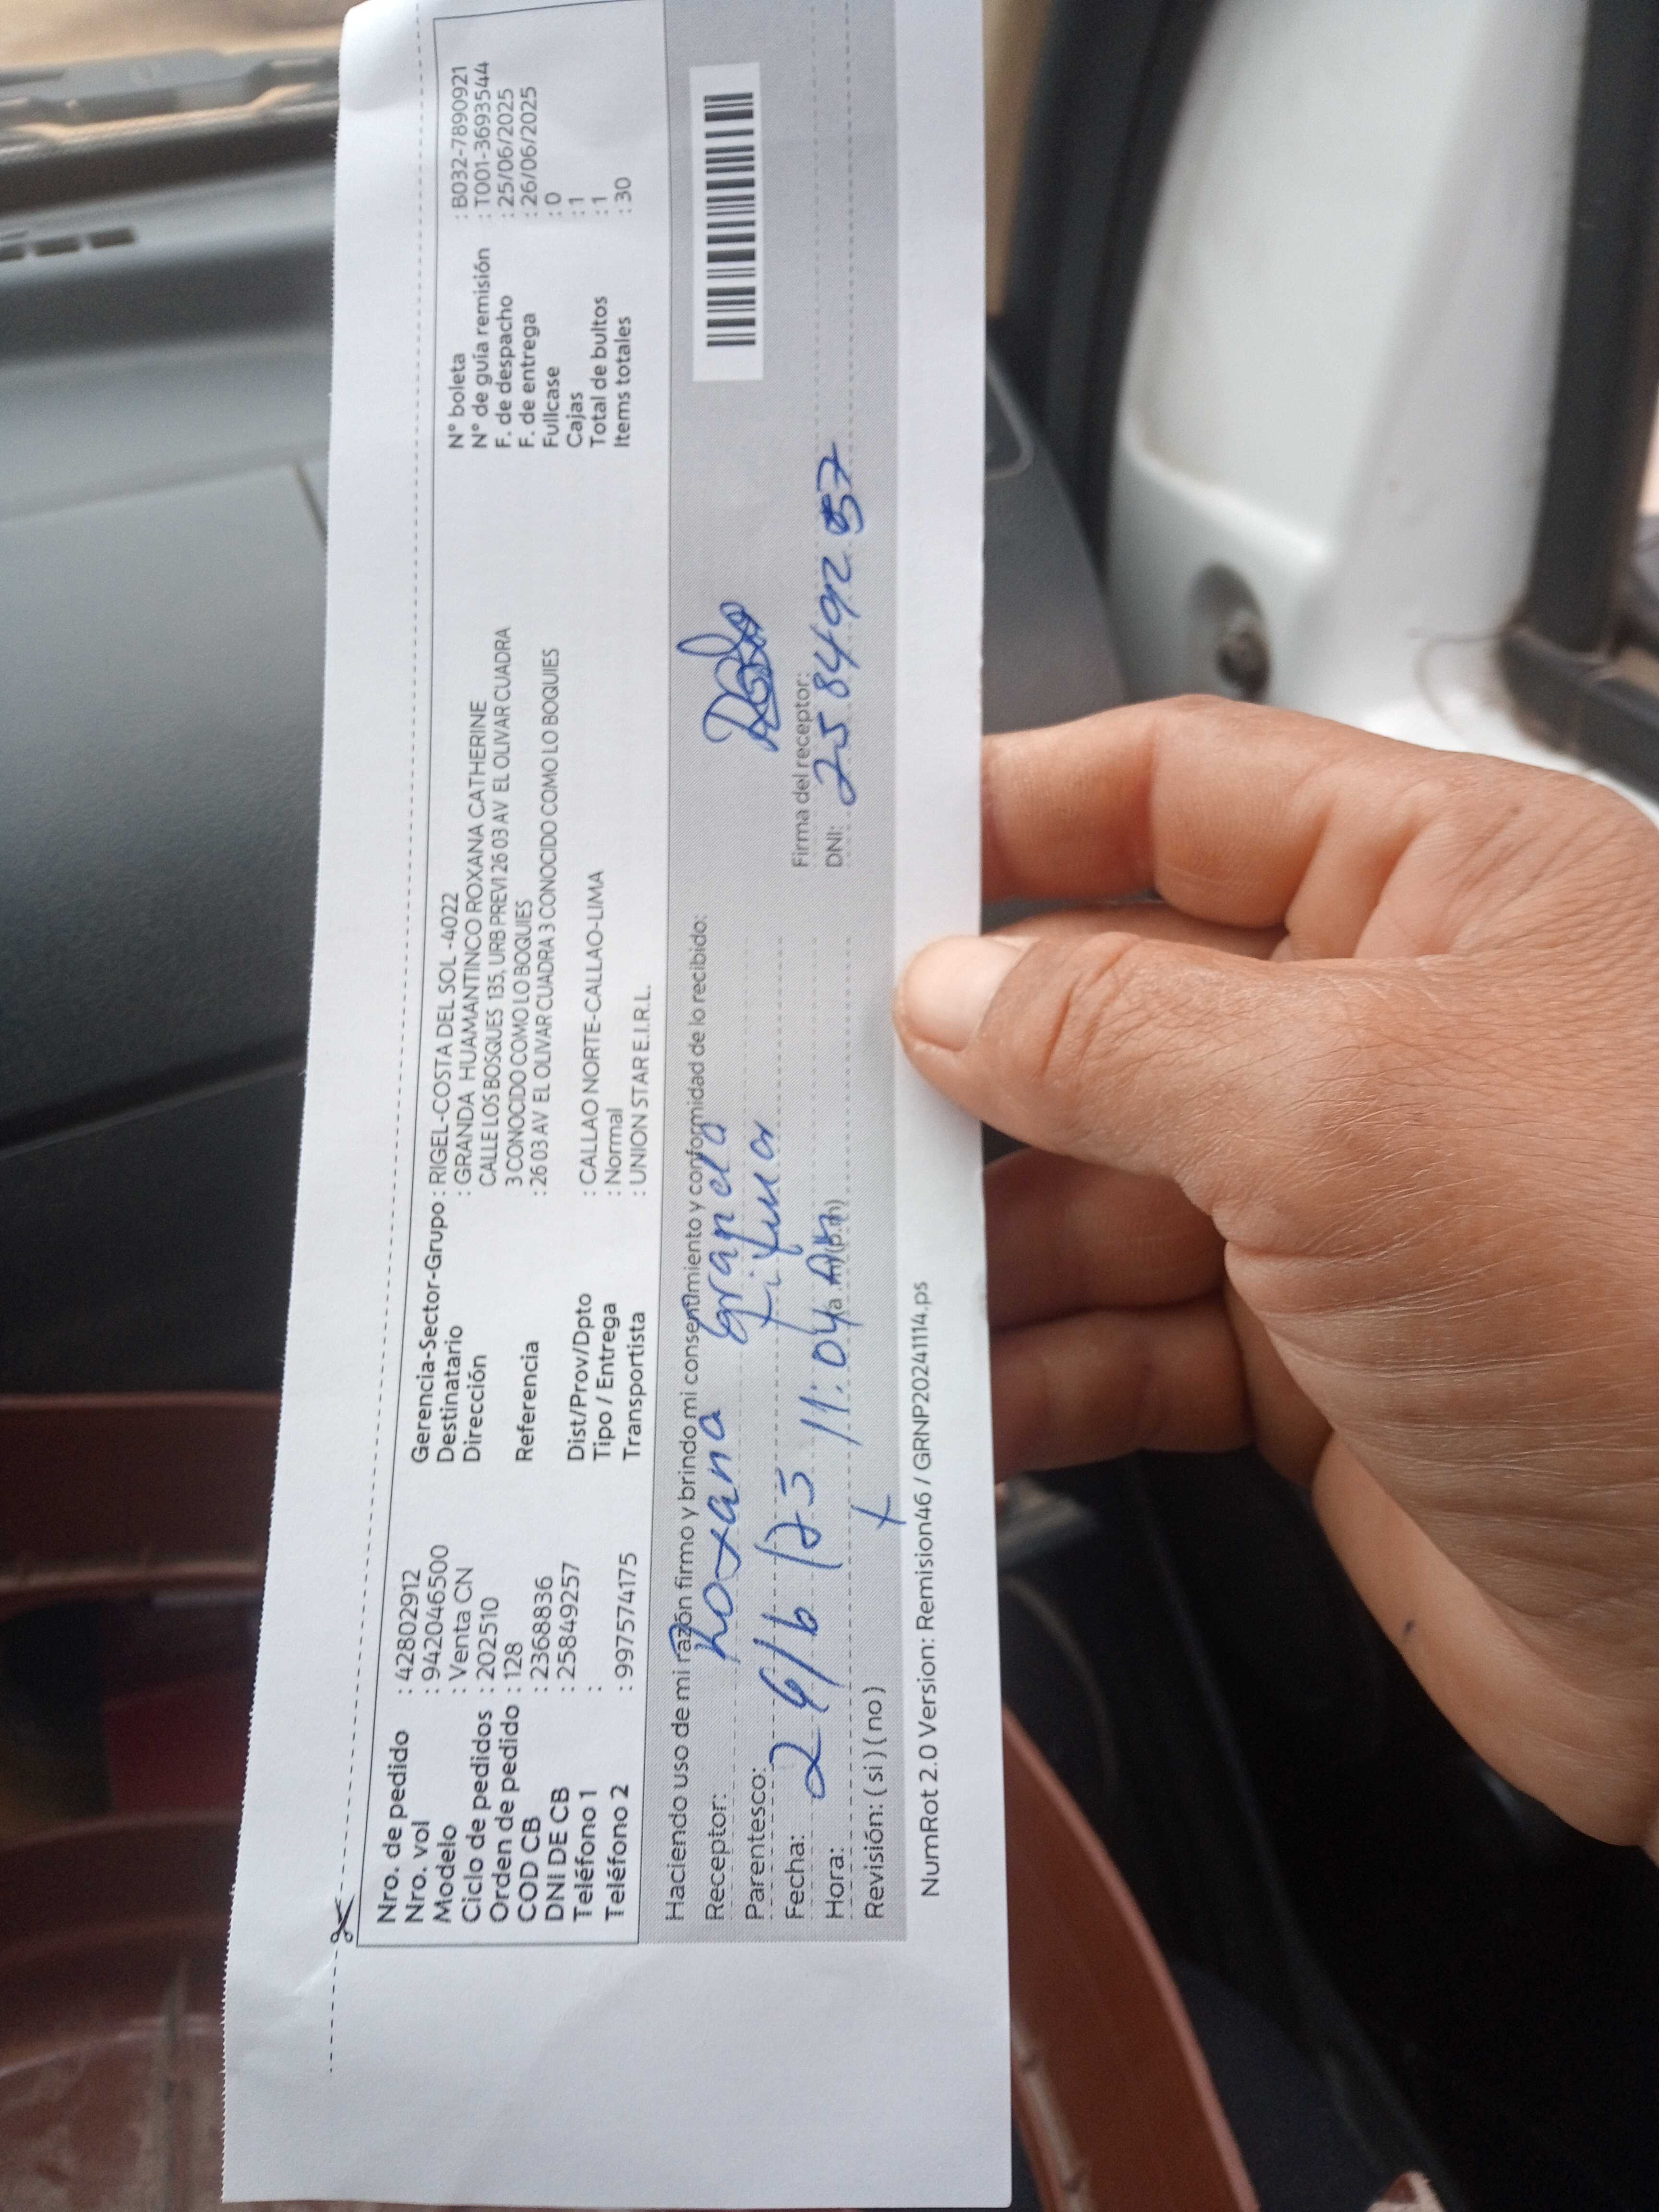 Nro. de pedido : 42802912
Nro. vol : 942046500
Modelo : Venta CN
Ciclo de pedidos : 202510
Orden de pedido : 128
COD CB : 2368836
DNI DE CB : 25849257
Teléfono 1 :
Teléfono 2 : 997574175
Gerencia-Sector-Grupo : RIGEL-COSTA DEL SOL -4022
Destinatario : GRANDA HUAMANTINCO ROXANA CATHERINE
Dirección CALLE LOS BOSQUES 135, URB PREVI 26 03 AV EL OLIVAR CUADRA
3 CONOCIDO COMO LO BOQUIES
Referencia : 26 03 AV EL OLIVAR CUADRA 3 CONOCIDO COMO LO BOQUIES
Dist/Prov/Dpto : CALLAO NORTE-CALLAO-LIMA
Tipo / Entrega : Normal
Transportista : UNION STAR E.I.R.L.
N° boleta : B032-7890921
N° de guía remisión : T001-3693544
F. de despacho : 25/06/2025
F. de entrega : 26/06/2025
Fullcase : 0
Cajas : 1
Total de bultos : 1
Items totales : 30
Haciendo uso de mi razón firmo y brindo mi consentimiento y conformidad de lo recibido:
Receptor: Roxana Granda
Parentesco:
Fecha:
Hora: 11:04 (a.m)(p.m)
Revisión: ( si ) ( no )
Firma del receptor:
DNI: 25849257
NumRot 2.0 Version: Remision46 / GRNP20241114.ps